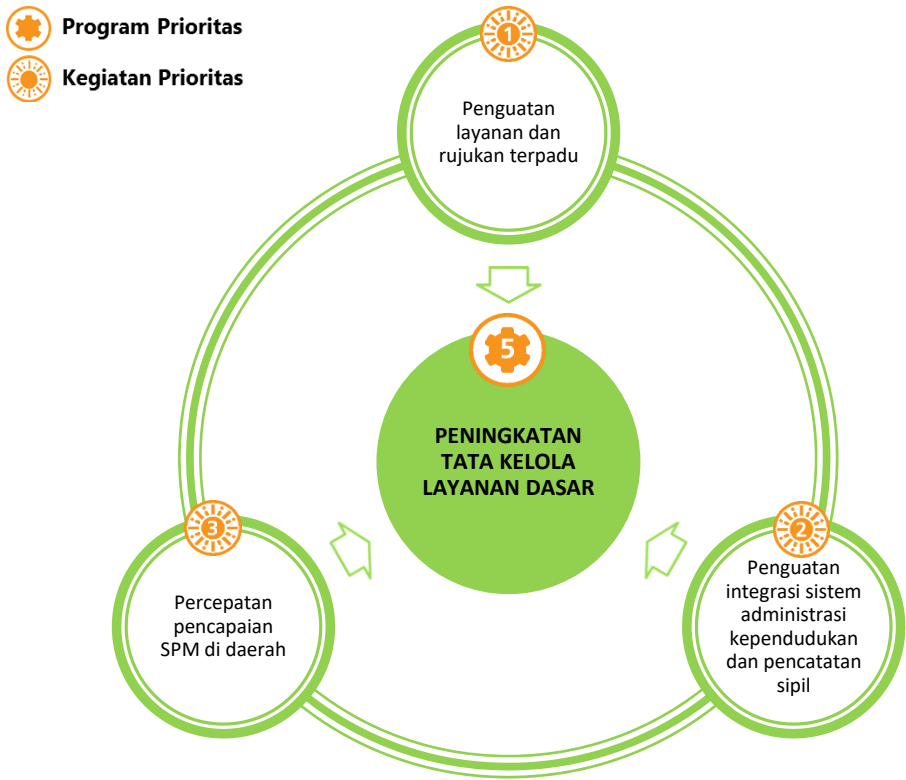 Program Prioritas
Kegiatan Prioritas
1
Penguatan
layanan dan
rujukan terpadu
5
PENINGKATAN
TATA KELOLA
LAYANAN DASAR
3
Percepatan
pencapaian
SPM di daerah
2
Penguatan
integrasi sistem
administrasi
kependudukan
dan pencatatan
sipil